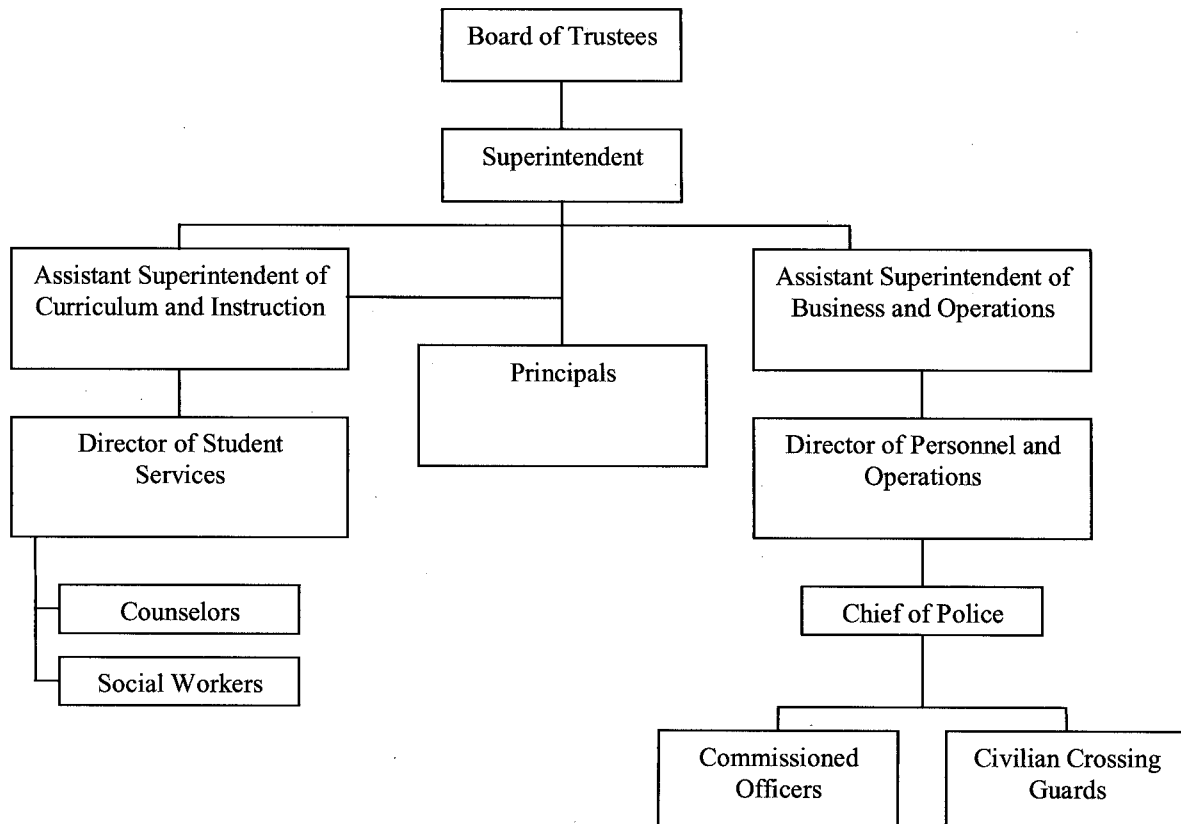 Board of Trustees
Superintendent
Assistant Superintendent of
Curriculum and Instruction
Assistant Superintendent of
Business and Operations
Principals
Director of Student
Services
Director of Personnel and
Operations
Counselors
Chief of Police
Social Workers
Commissioned
Officers
Civilian Crossing
Guards